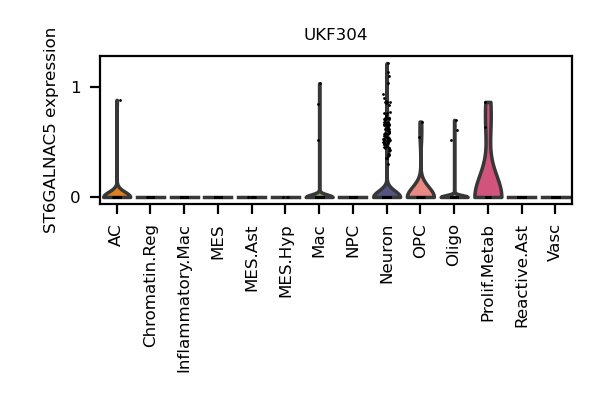 UKF304
ST6GALNAC5 expression
1
0
AC
Chromatin.Reg
Inflammatory.Mac
MES
MES.Ast
MES.Hyp
Mac
NPC
Neuron
OPC
Oligo
Prolif.Metab
Reactive.Ast
Vasc